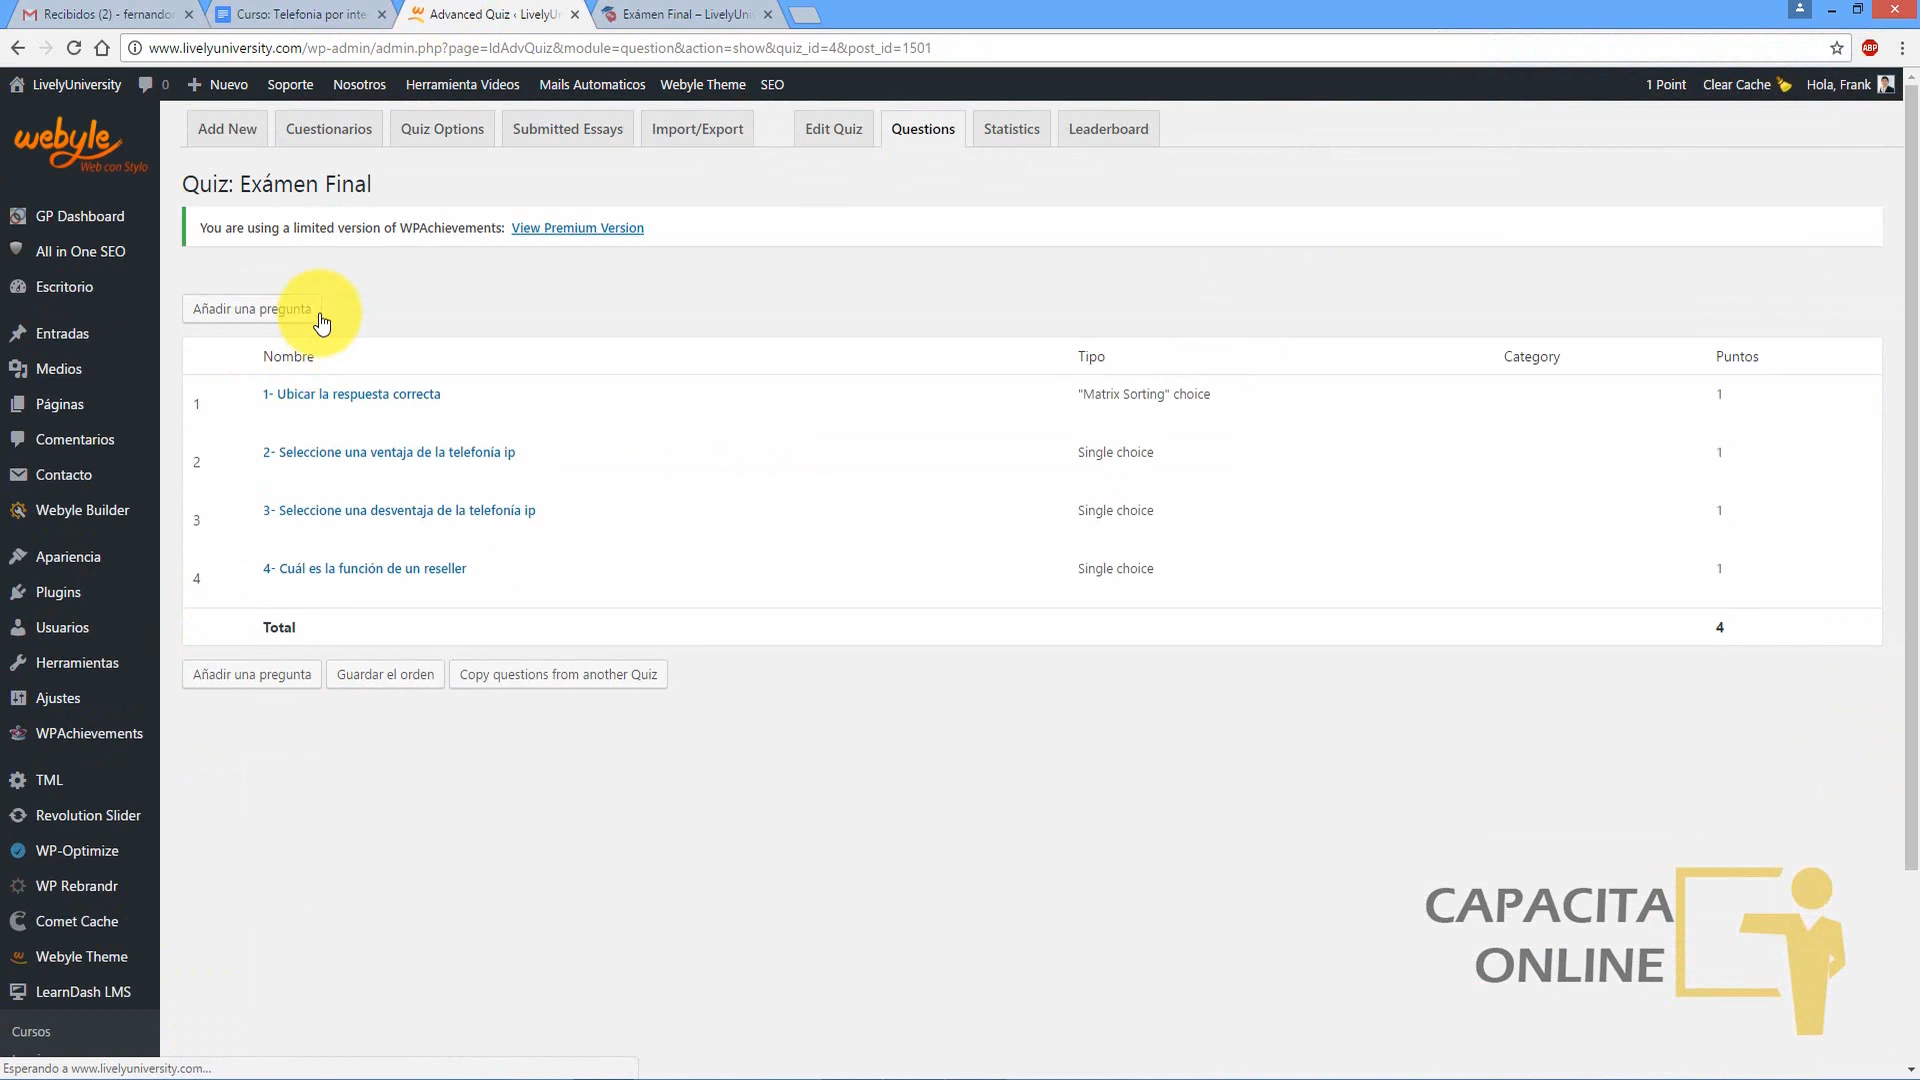 Recibidos (2) - fernando
Curso: Telefonia por inte
Advanced Quiz ‹ LivelyU
Exámen Final – LivelyUni
www.livelyuniversity.com/wp-admin/admin.php?page=ldAdvQuiz&module=question&action=show&quiz_id=4&post_id=1501
ABP
LivelyUniversity 0 Nuevo Soporte Nosotros Herramienta Videos Mails Automaticos Webyle Theme SEO 1 Point Clear Cache Hola, Frank
webyle
Web con Stylo
GP Dashboard
All in One SEO
Escritorio
Entradas
Medios
Páginas
Comentarios
Contacto
Webyle Builder
Apariencia
Plugins
Usuarios
Herramientas
Ajustes
WPAchievements
TML
Revolution Slider
WP-Optimize
WP Rebrandr
Comet Cache
Webyle Theme
LearnDash LMS
Cursos
Add New Cuestionarios Quiz Options Submitted Essays Import/Export Edit Quiz Questions Statistics Leaderboard
Quiz: Exámen Final
You are using a limited version of WPAchievements: View Premium Version
Añadir una pregunta
Nombre Tipo Category Puntos
1 1- Ubicar la respuesta correcta "Matrix Sorting" choice 1
2 2- Seleccione una ventaja de la telefonía ip Single choice 1
3 3- Seleccione una desventaja de la telefonía ip Single choice 1
4 4- Cuál es la función de un reseller Single choice 1
Total 4
Añadir una pregunta Guardar el orden Copy questions from another Quiz
CAPACITA
ONLINE
Esperando a www.livelyuniversity.com...